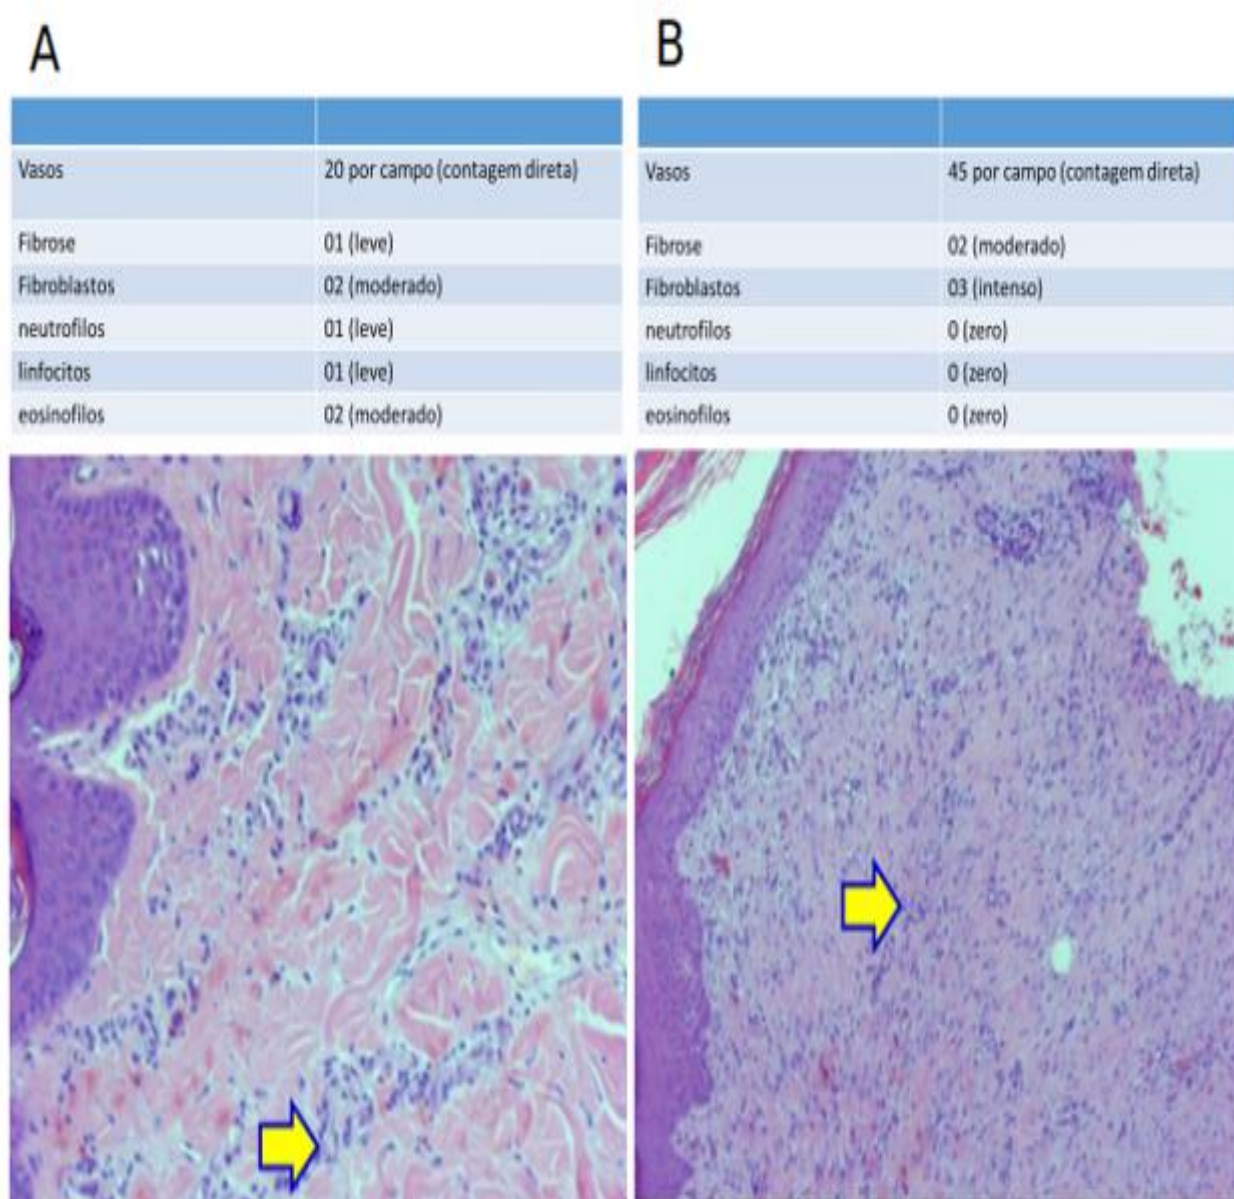 A
Vasos 20 por campo (contagem direta)
Fibrose 01 (leve)
Fibroblastos 02 (moderado)
neutrofilos 01 (leve)
linfocitos 01 (leve)
eosinofilos 02 (moderado)
B
Vasos 45 por campo (contagem direta)
Fibrose 02 (moderado)
Fibroblastos 03 (intenso)
neutrofilos 0 (zero)
linfocitos 0 (zero)
eosinofilos 0 (zero)